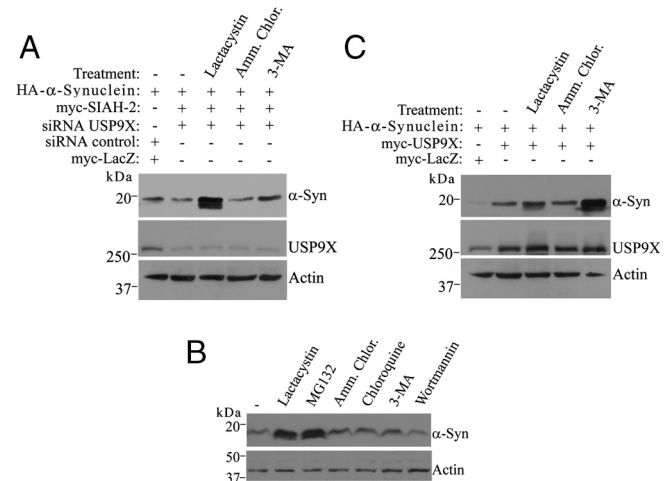 A
Lactacystin
Amm. Chlor.
3-MA
Treatment: - -
HA-α-Synuclein: + + + + +
myc-SIAH-2: - + + + +
siRNA USP9X: - + + + +
siRNA control: + - - - -
myc-LacZ: + - - - -
kDa
20 α-Syn
250 USP9X
37 Actin
C
Lactacystin
Amm. Chlor.
3-MA
Treatment: - -
HA-α-Synuclein: + + + + +
myc-USP9X: - + + + +
myc-LacZ: + - - - -
kDa
20 α-Syn
250 USP9X
37 Actin
B
-
Lactacystin
MG132
Amm. Chlor.
Chloroquine
3-MA
Wortmannin
kDa
20 α-Syn
50
37 Actin